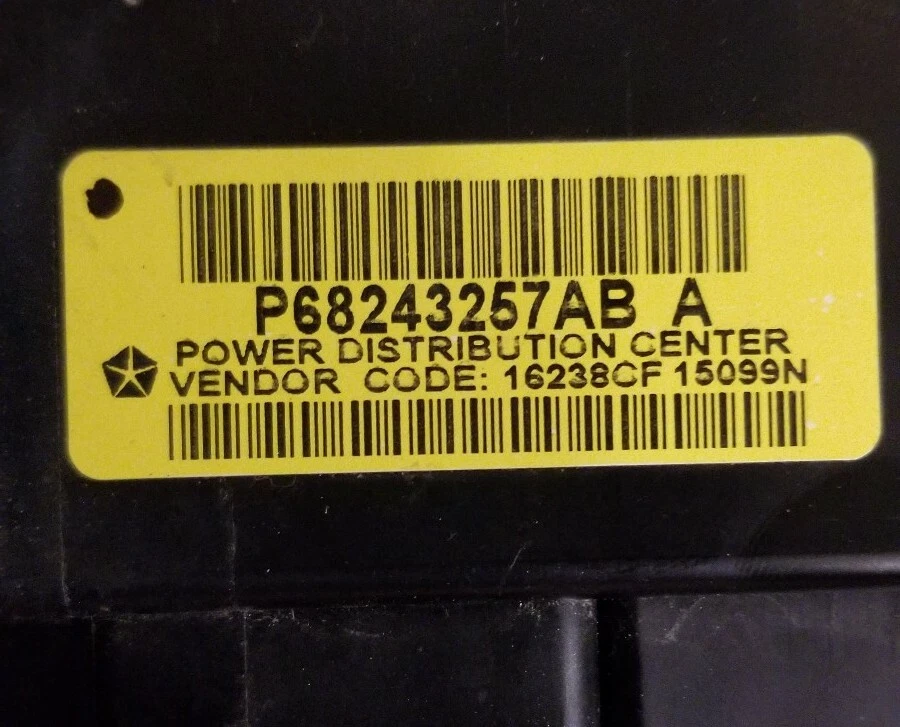 P68243257AB A
POWER DISTRIBUTION CENTER
VENDOR CODE: 16238CF 15099N